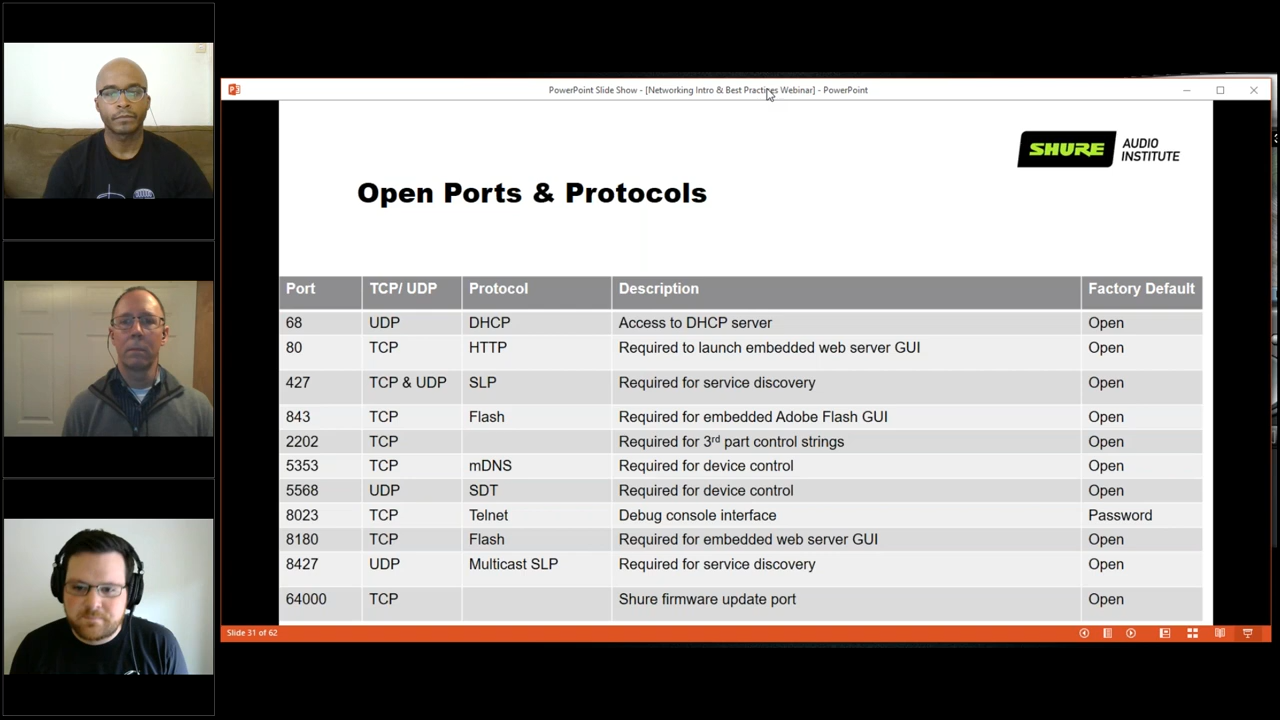 PowerPoint Slide Show - [Networking Intro & Best Practices Webinar] - PowerPoint
SHURE AUDIO INSTITUTE
Open Ports & Protocols
Port TCP/ UDP Protocol Description Factory Default
68 UDP DHCP Access to DHCP server Open
80 TCP HTTP Required to launch embedded web server GUI Open
427 TCP & UDP SLP Required for service discovery Open
843 TCP Flash Required for embedded Adobe Flash GUI Open
2202 TCP Required for 3rd part control strings Open
5353 TCP mDNS Required for device control Open
5568 UDP SDT Required for device control Open
8023 TCP Telnet Debug console interface Password
8180 TCP Flash Required for embedded web server GUI Open
8427 UDP Multicast SLP Required for service discovery Open
64000 TCP Shure firmware update port Open
Slide 31 of 62